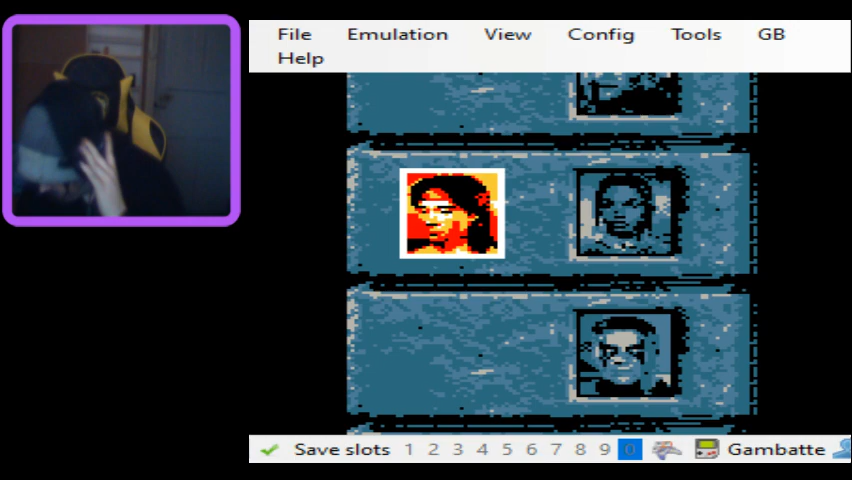 File Emulation View Config Tools GB
Help
Save slots 1 2 3 4 5 6 7 8 9 0 Gambatte